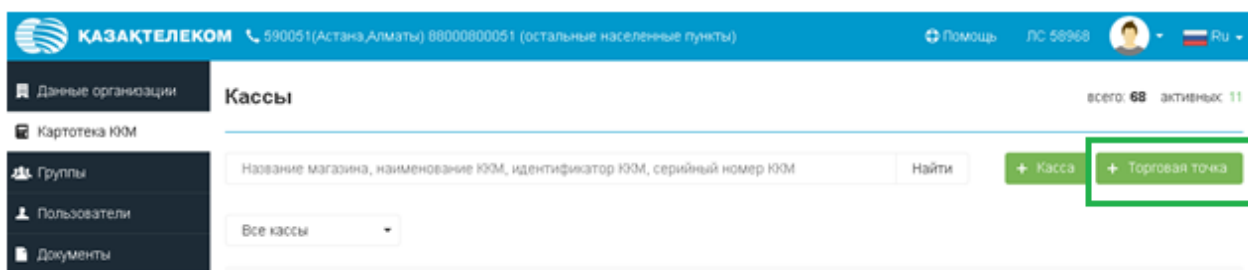 ҚАЗАҚТЕЛЕКОМ 590051(Астана,Алматы) 88000800051 (остальные населенные пункты) Помощь ЛС 58968 Ru
Данные организации
Кассы всего: 68 активных: 11
Картотека ККМ
Группы
Название магазина, наименование ККМ, идентификатор ККМ, серийный номер ККМ Найти + Касса + Торговая точка
Пользователи
Все кассы
Документы